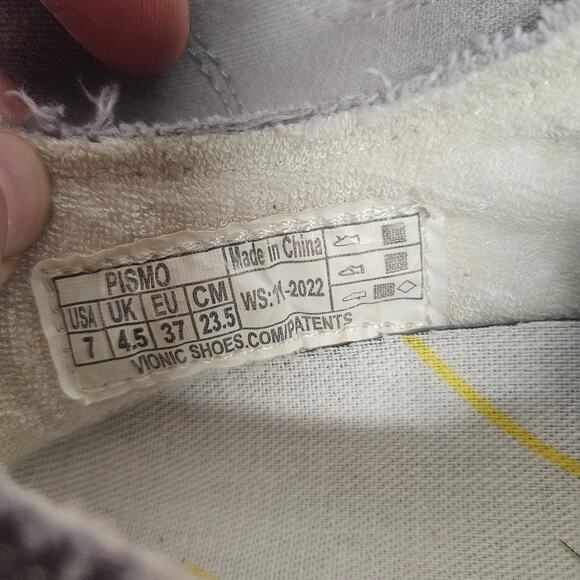 PISMO
USA UK EU CM
7 4.5 37 23.5
Made in China
WS:11-2022
VIONIC SHOES.COM/PATENTS